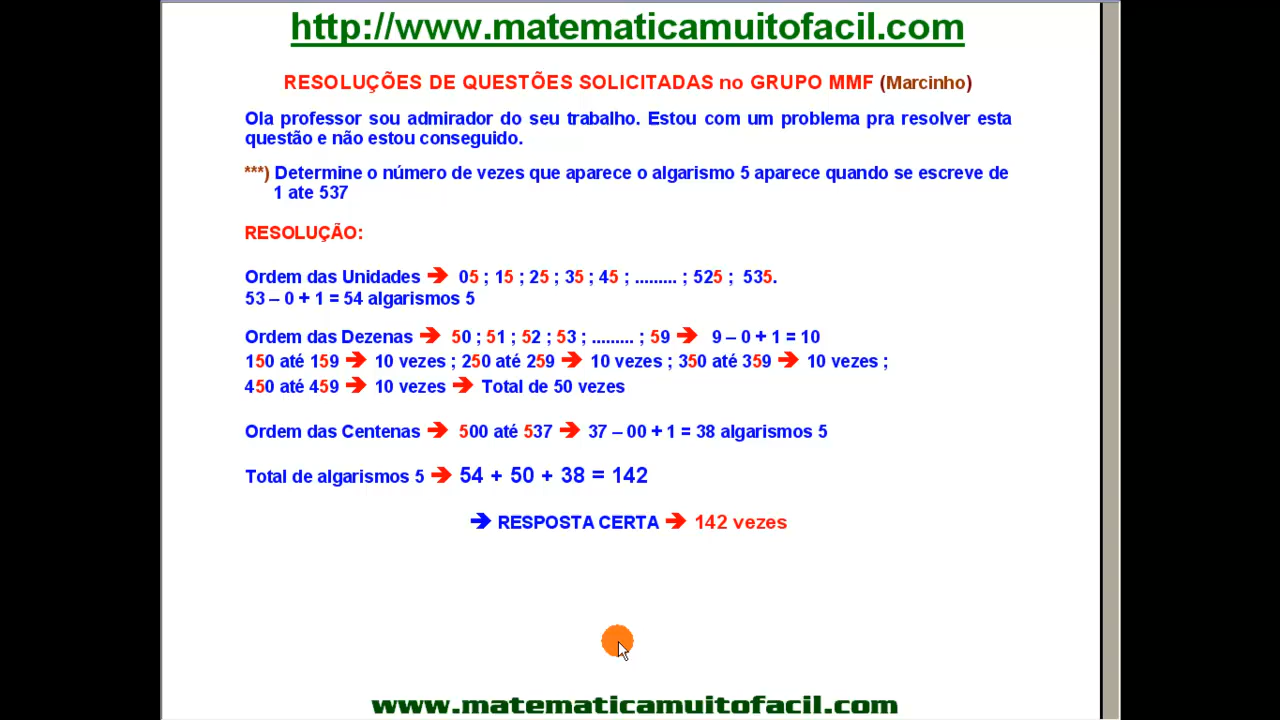 http://www.matematicamuitofacil.com
RESOLUÇÕES DE QUESTÕES SOLICITADAS no GRUPO MMF (Marcinho)
Ola professor sou admirador do seu trabalho. Estou com um problema pra resolver esta
questão e não estou conseguido.
***) Determine o número de vezes que aparece o algarismo 5 aparece quando se escreve de
1 ate 537
RESOLUÇÃO:
Ordem das Unidades ➔ 05 ; 15 ; 25 ; 35 ; 45 ; ......... ; 525 ; 535.
53 – 0 + 1 = 54 algarismos 5
Ordem das Dezenas ➔ 50 ; 51 ; 52 ; 53 ; ......... ; 59 ➔ 9 – 0 + 1 = 10
150 até 159 ➔ 10 vezes ; 250 até 259 ➔ 10 vezes ; 350 até 359 ➔ 10 vezes ;
450 até 459 ➔ 10 vezes ➔ Total de 50 vezes
Ordem das Centenas ➔ 500 até 537 ➔ 37 – 00 + 1 = 38 algarismos 5
Total de algarismos 5 ➔ 54 + 50 + 38 = 142
➔ RESPOSTA CERTA ➔ 142 vezes
www.matematicamuitofacil.com